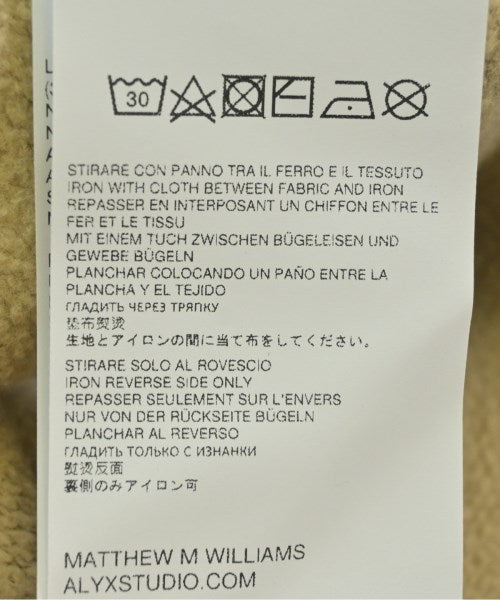 30
STIRARE CON PANNO TRA IL FERRO E IL TESSUTO
IRON WITH CLOTH BETWEEN FABRIC AND IRON
REPASSER EN INTERPOSANT UN CHIFFON ENTRE LE
FER ET LE TISSU
MIT EINEM TUCH ZWISCHEN BÜGELEISEN UND
GEWEBE BÜGELN
PLANCHAR COLOCANDO UN PAÑO ENTRE LA
PLANCHA Y EL TEJIDO
ГЛАДИТЬ ЧЕРЕЗ ТРЯПКУ
垫布熨烫
生地とアイロンの間に当て布をしてください。
STIRARE SOLO AL ROVESCIO
IRON REVERSE SIDE ONLY
REPASSER SEULEMENT SUR L'ENVERS
NUR VON DER RÜCKSEITE BÜGELN
PLANCHAR AL REVERSO
ГЛАДИТЬ ТОЛЬКО С ИЗНАНКИ
熨烫反面
裏側のみアイロン可
MATTHEW M WILLIAMS
ALYXSTUDIO.COM